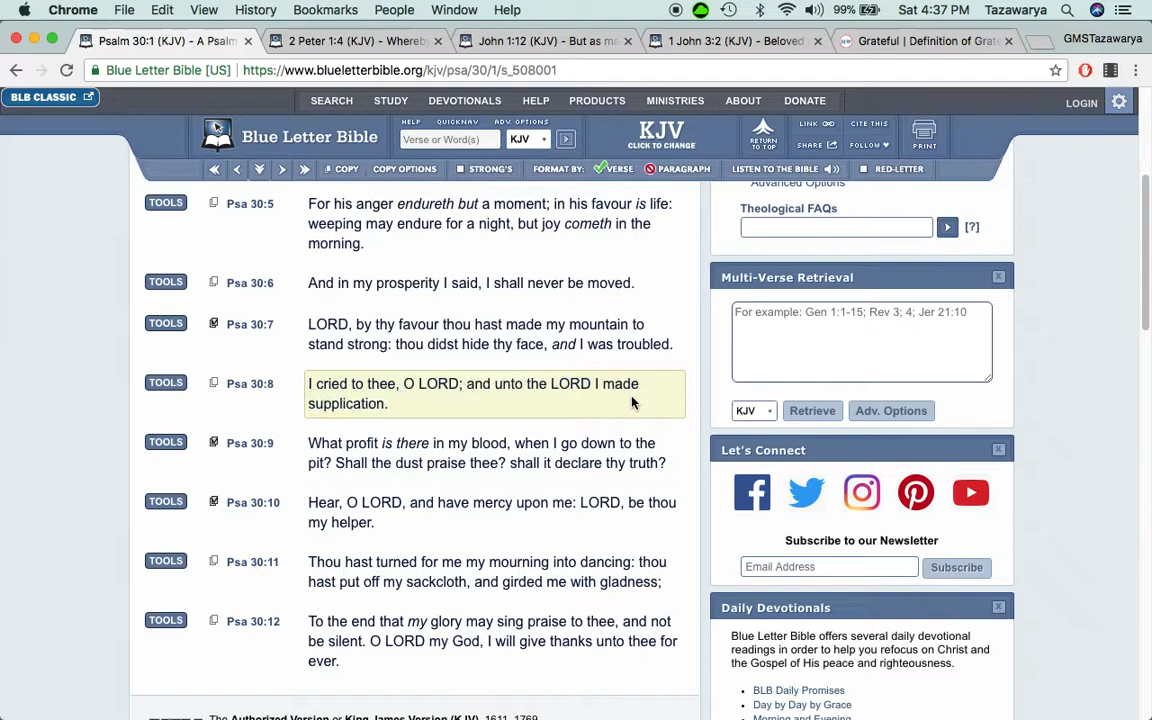 Chrome File Edit View History Bookmarks People Window Help 99% Sat 4:37 PM Tazawarya
Psalm 30:1 (KJV) - A Psalm
2 Peter 1:4 (KJV) - Whereby
John 1:12 (KJV) - But as ma
1 John 3:2 (KJV) - Beloved
Grateful | Definition of Grate
GMSTazawarya
Blue Letter Bible [US] https://www.blueletterbible.org/kjv/psa/30/1/s_508001
BLB CLASSIC
SEARCH STUDY DEVOTIONALS HELP PRODUCTS MINISTRIES ABOUT DONATE
LOGIN
Blue Letter Bible
HELP QUICKNAV ADV. OPTIONS
Verse or Word(s) KJV
KJV
CLICK TO CHANGE
RETURN
TO TOP
LINK CITE THIS
SHARE FOLLOW
PRINT
COPY COPY OPTIONS STRONG'S FORMAT BY: VERSE PARAGRAPH LISTEN TO THE BIBLE RED-LETTER
TOOLS Psa 30:5 For his anger endureth but a moment; in his favour is life:
weeping may endure for a night, but joy cometh in the
morning.
TOOLS Psa 30:6 And in my prosperity I said, I shall never be moved.
TOOLS Psa 30:7 LORD, by thy favour thou hast made my mountain to
stand strong: thou didst hide thy face, and I was troubled.
TOOLS Psa 30:8 I cried to thee, O LORD; and unto the LORD I made
supplication.
TOOLS Psa 30:9 What profit is there in my blood, when I go down to the
pit? Shall the dust praise thee? shall it declare thy truth?
TOOLS Psa 30:10 Hear, O LORD, and have mercy upon me: LORD, be thou
my helper.
TOOLS Psa 30:11 Thou hast turned for me my mourning into dancing: thou
hast put off my sackcloth, and girded me with gladness;
TOOLS Psa 30:12 To the end that my glory may sing praise to thee, and not
be silent. O LORD my God, I will give thanks unto thee for
ever.
The Authorized Version or King James Version (KJV), 1611, 1769.
Advanced Options
Theological FAQs
[?]
Multi-Verse Retrieval X
For example: Gen 1:1-15; Rev 3; 4; Jer 21:10
KJV Retrieve Adv. Options
Let's Connect X
Subscribe to our Newsletter
Email Address Subscribe
Daily Devotionals X
Blue Letter Bible offers several daily devotional
readings in order to help you refocus on Christ and
the Gospel of His peace and righteousness.
BLB Daily Promises
Day by Day by Grace
Morning and Evening